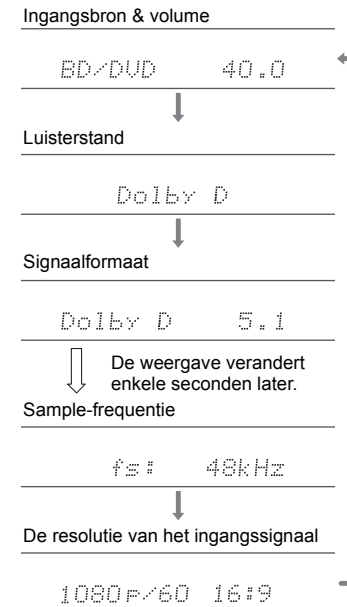 Ingangsbron & volume
BD/DVD 40.0
Luisterstand
Dolby D
Signaalformaat
Dolby D 5.1
De weergave verandert
enkele seconden later.
Sample-frequentie
fs: 48kHz
De resolutie van het ingangssignaal
1080p/60 16:9